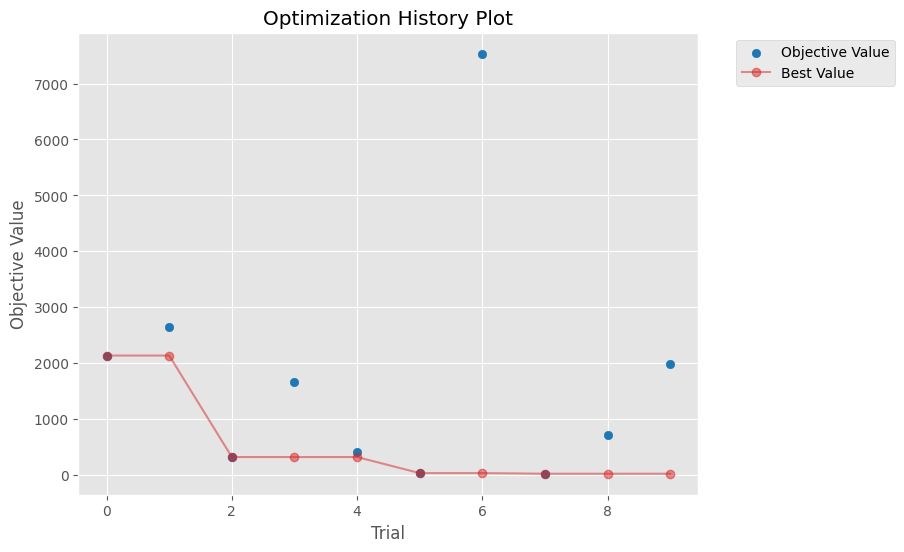 Optimization History Plot
Objective Value
Best Value
Objective Value
7000
6000
5000
4000
3000
2000
1000
0
0 2 4 6 8
Trial